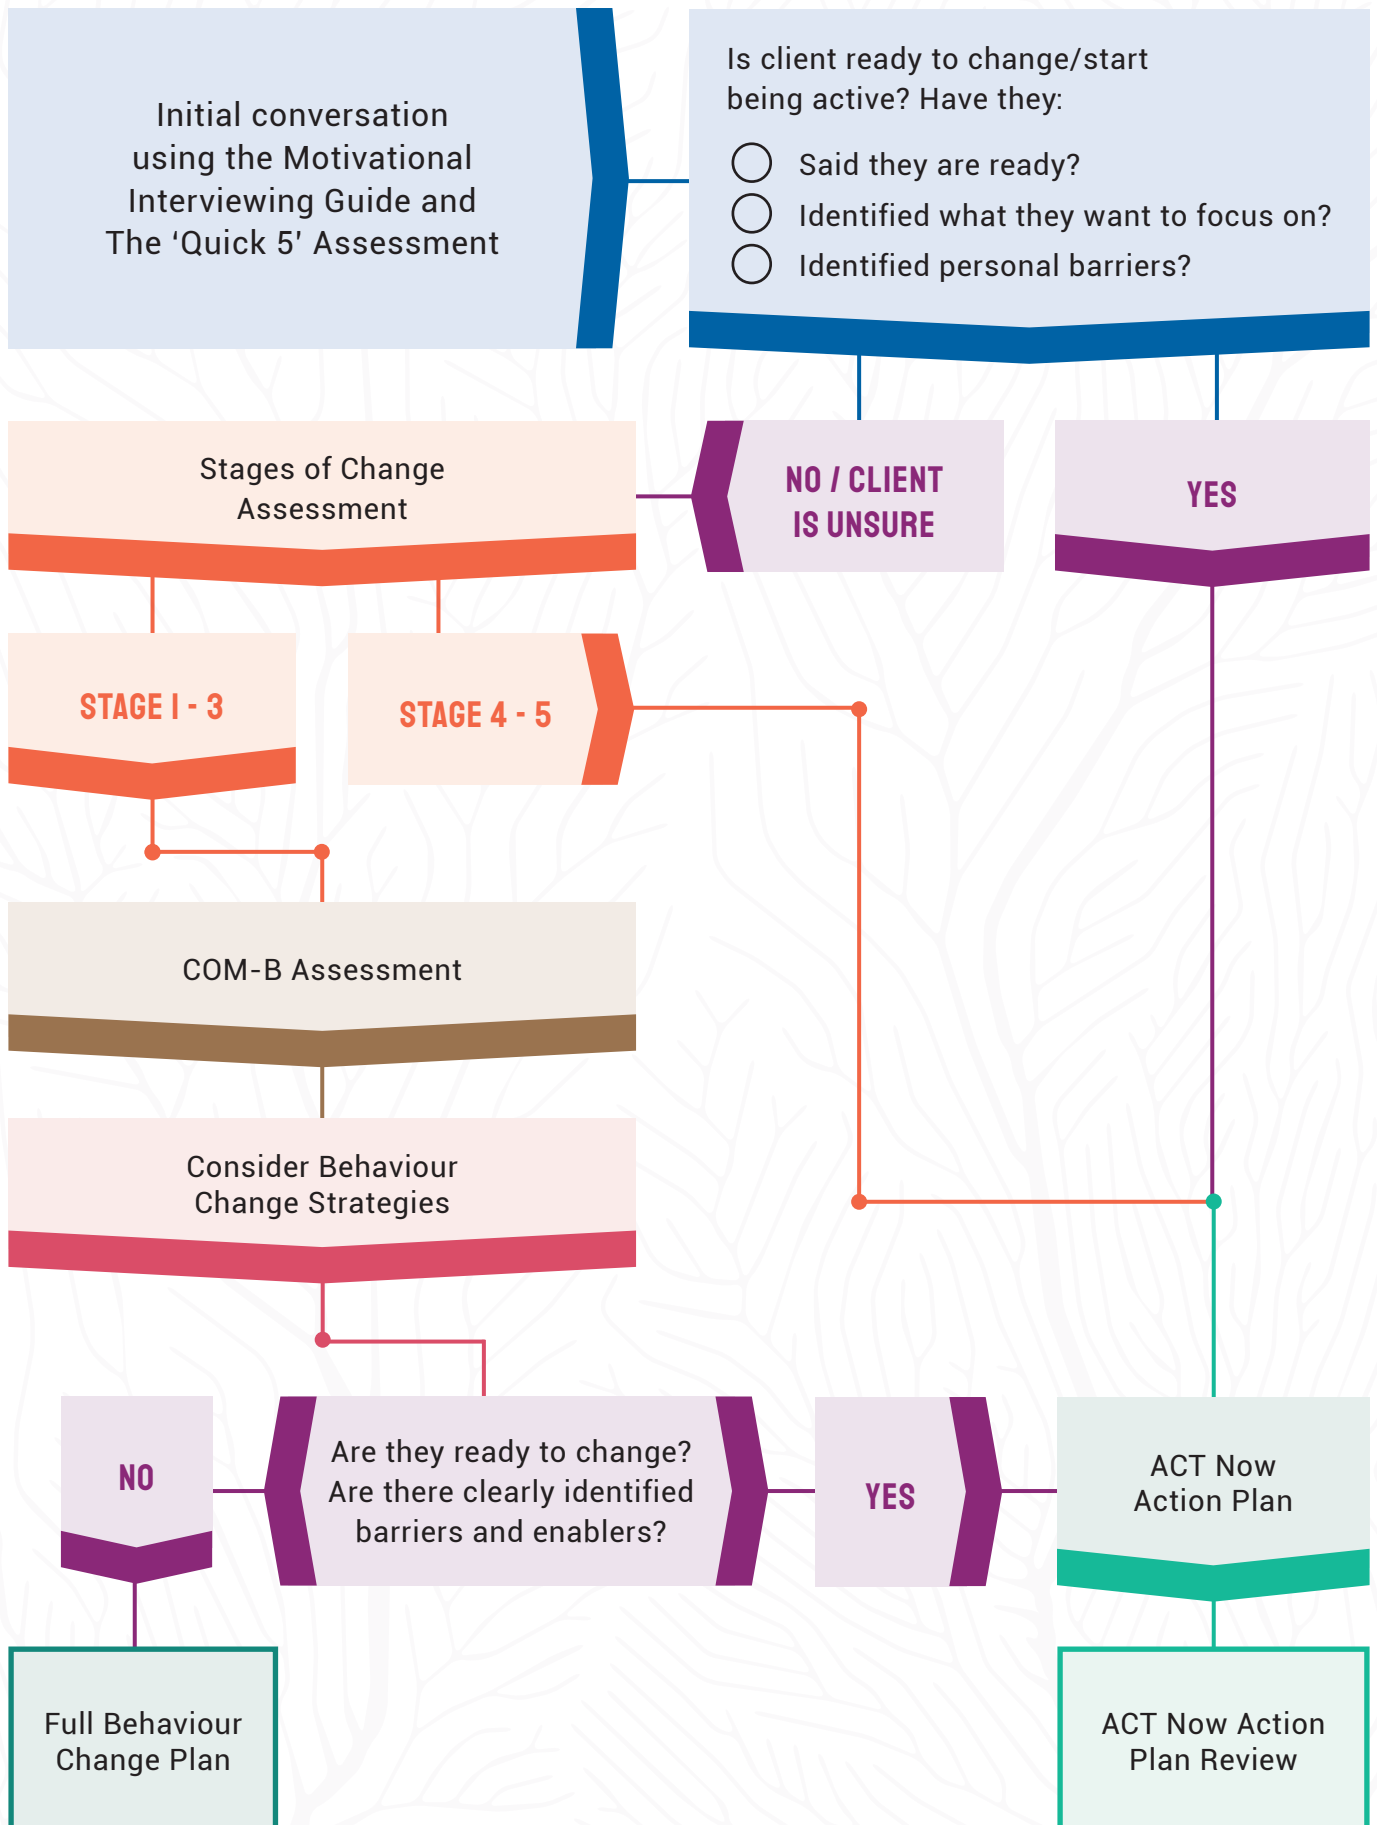 Initial conversation
using the Motivational
Interviewing Guide and
The ‘Quick 5’ Assessment
Is client ready to change/start
being active? Have they:
Said they are ready?
Identified what they want to focus on?
Identified personal barriers?
Stages of Change
Assessment
NO / CLIENT
IS UNSURE
YES
STAGE 1 - 3
STAGE 4 - 5
COM-B Assessment
Consider Behaviour
Change Strategies
NO
Are they ready to change?
Are there clearly identified
barriers and enablers?
YES
ACT Now
Action Plan
Full Behaviour
Change Plan
ACT Now Action
Plan Review